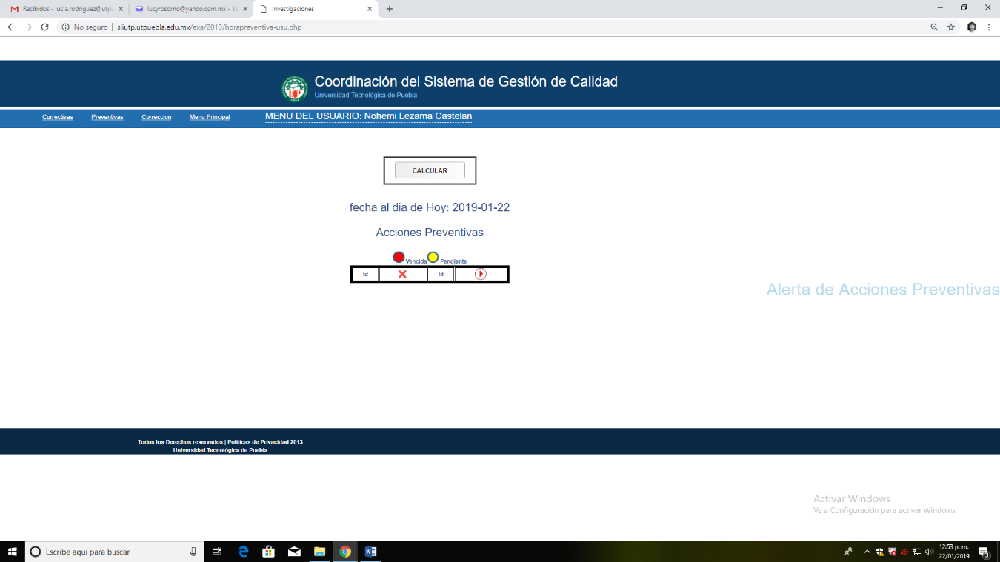 Recibidos - lucia.rodriguez@utpu
lucyrosorno@yahoo.com.mx - Ya
Investigaciones
No seguro | siiutp.utpuebla.edu.mx/exa/2019/horapreventiva-usu.php
Coordinación del Sistema de Gestión de Calidad
Universidad Tecnológica de Puebla
Correctivas Preventivas Correccion Menu Principal MENU DEL USUARIO: Nohemi Lezama Castelán
CALCULAR
fecha al dia de Hoy: 2019-01-22
Acciones Preventivas
Vencida Pendiente
Id Id
Alerta de Acciones Preventivas
Todos los Derechos reservados | Políticas de Privacidad 2013
Universidad Tecnológica de Puebla
Activar Windows
Ve a Configuración para activar Windows.
Escribe aquí para buscar
12:53 p. m.
22/01/2019
3